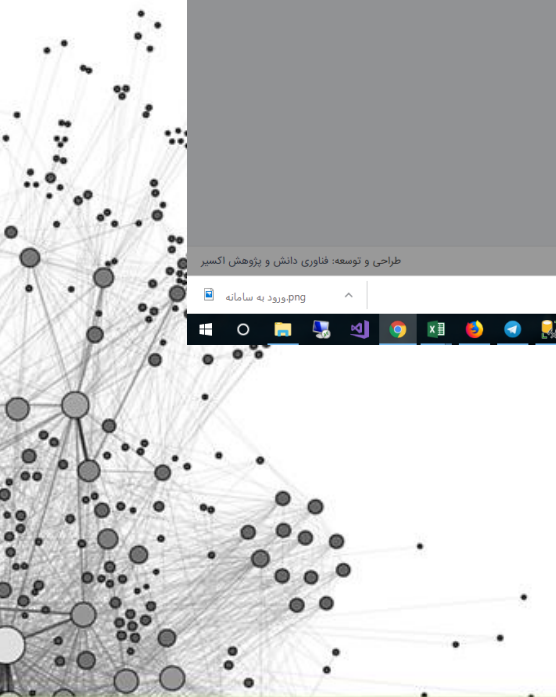 طراحی و توسعه: فناوری دانش و پژوهش اکسیر
ورود به سامانه.png